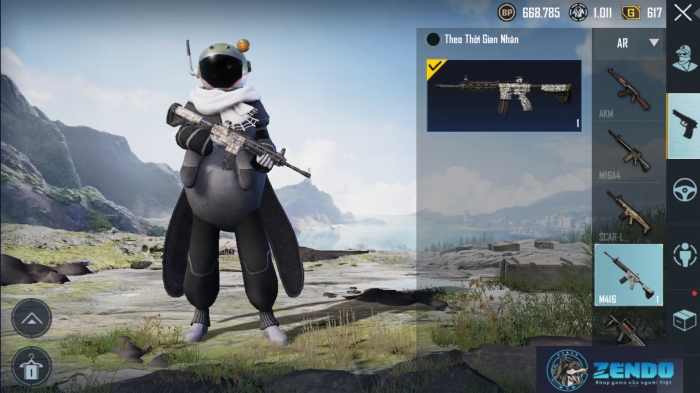 BP 668.785 1.011 G 617
Theo Thời Gian Nhận
AR
1
AKM
M16A4
SCAR-L
M416 1
ZENDO
Shop game của người Việt